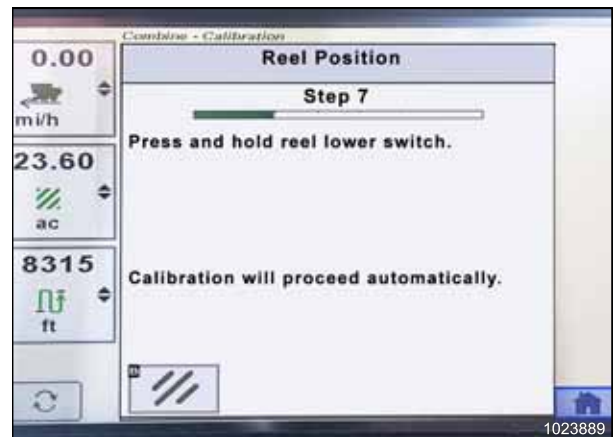 Combine - Calibration
Reel Position
0.00
mi/h
23.60
ac
8315
ft
Step 7
Press and hold reel lower switch.
Calibration will proceed automatically.
1023889